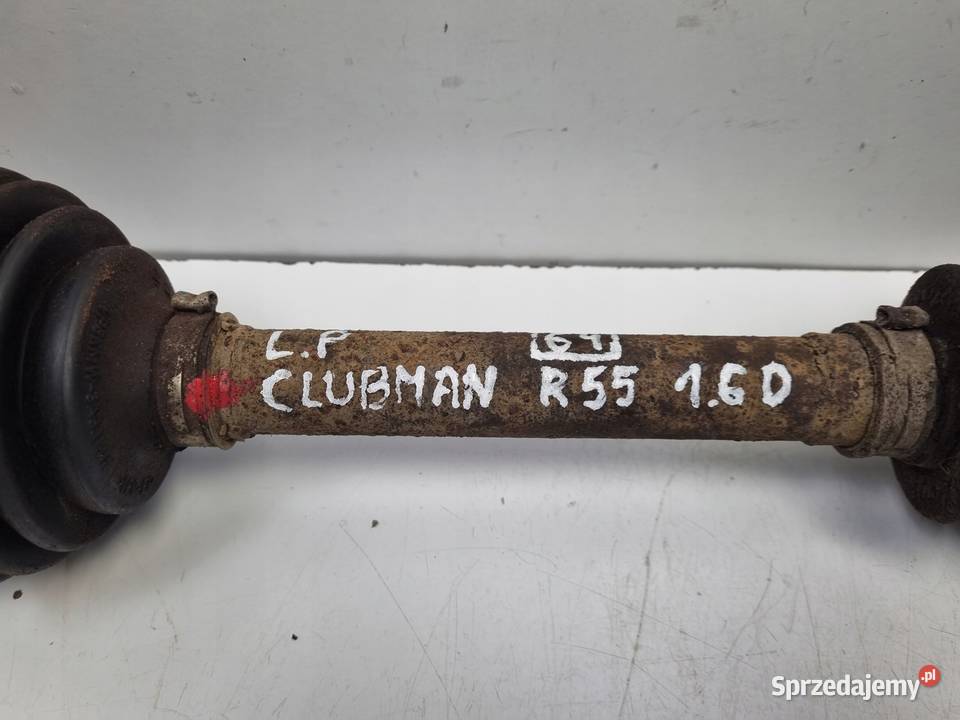 L.P
CLUBMAN R55 1.6D
Sprzedajemy.pl